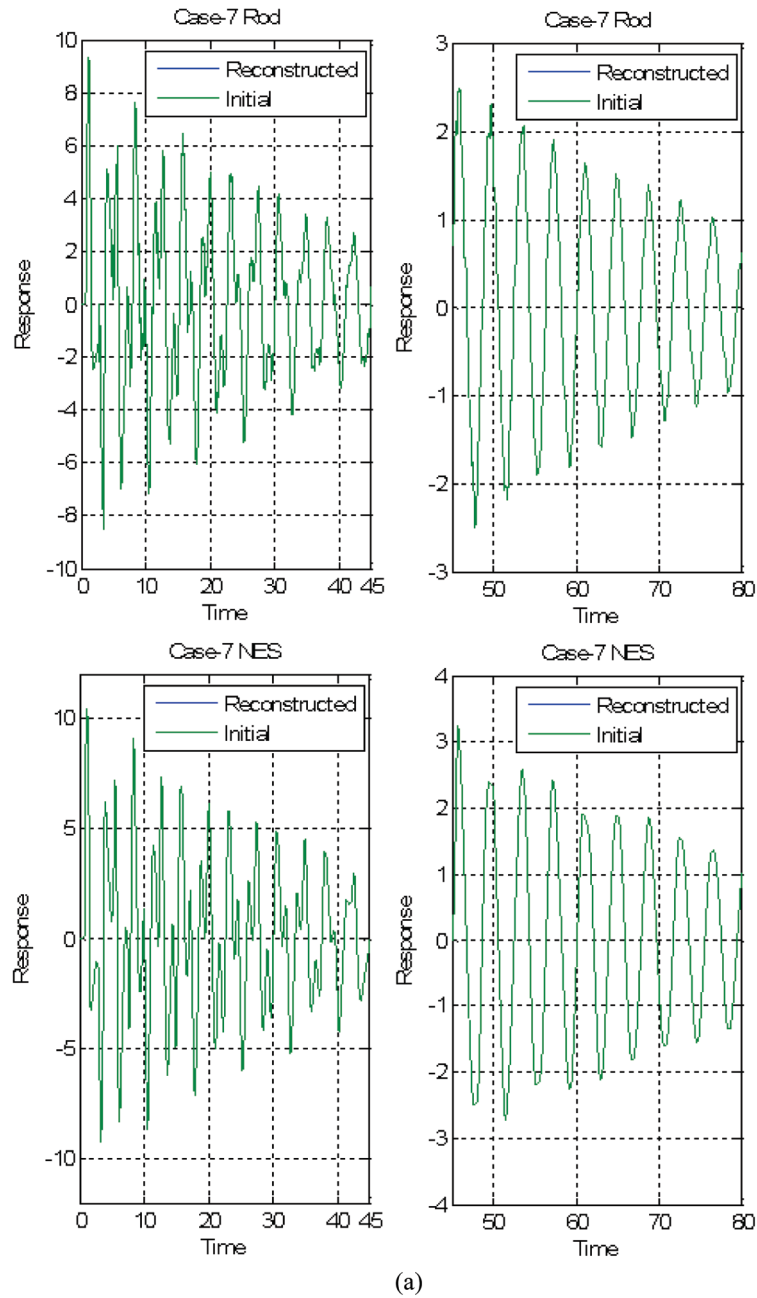 Case-7 Rod
Reconstructed
Initial
Response
10
8
6
4
2
0
-2
-4
-6
-8
-10
0 10 20 30 40 45
Time
Case-7 Rod
Reconstructed
Initial
Response
3
2
1
0
-1
-2
-3
50 60 70 80
Time
Case-7 NES
Reconstructed
Initial
Response
10
5
0
-5
-10
0 10 20 30 40 45
Time
Case-7 NES
Reconstructed
Initial
Response
4
3
2
1
0
-1
-2
-3
-4
50 60 70 80
Time
(a)